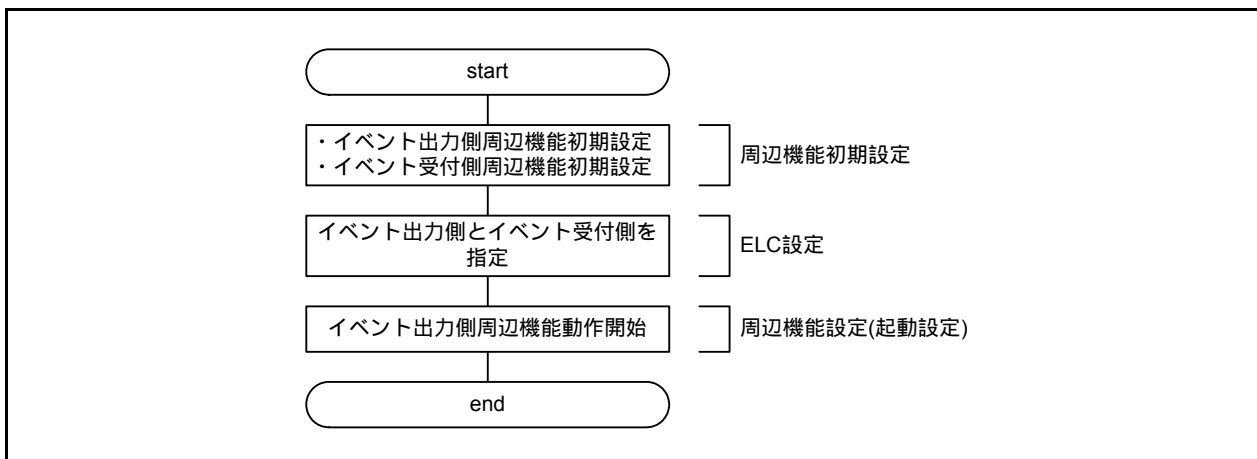 start
・イベント出力側周辺機能初期設定
・イベント受付側周辺機能初期設定
周辺機能初期設定
イベント出力側とイベント受付側を
指定
ELC設定
イベント出力側周辺機能動作開始
周辺機能設定(起動設定)
end